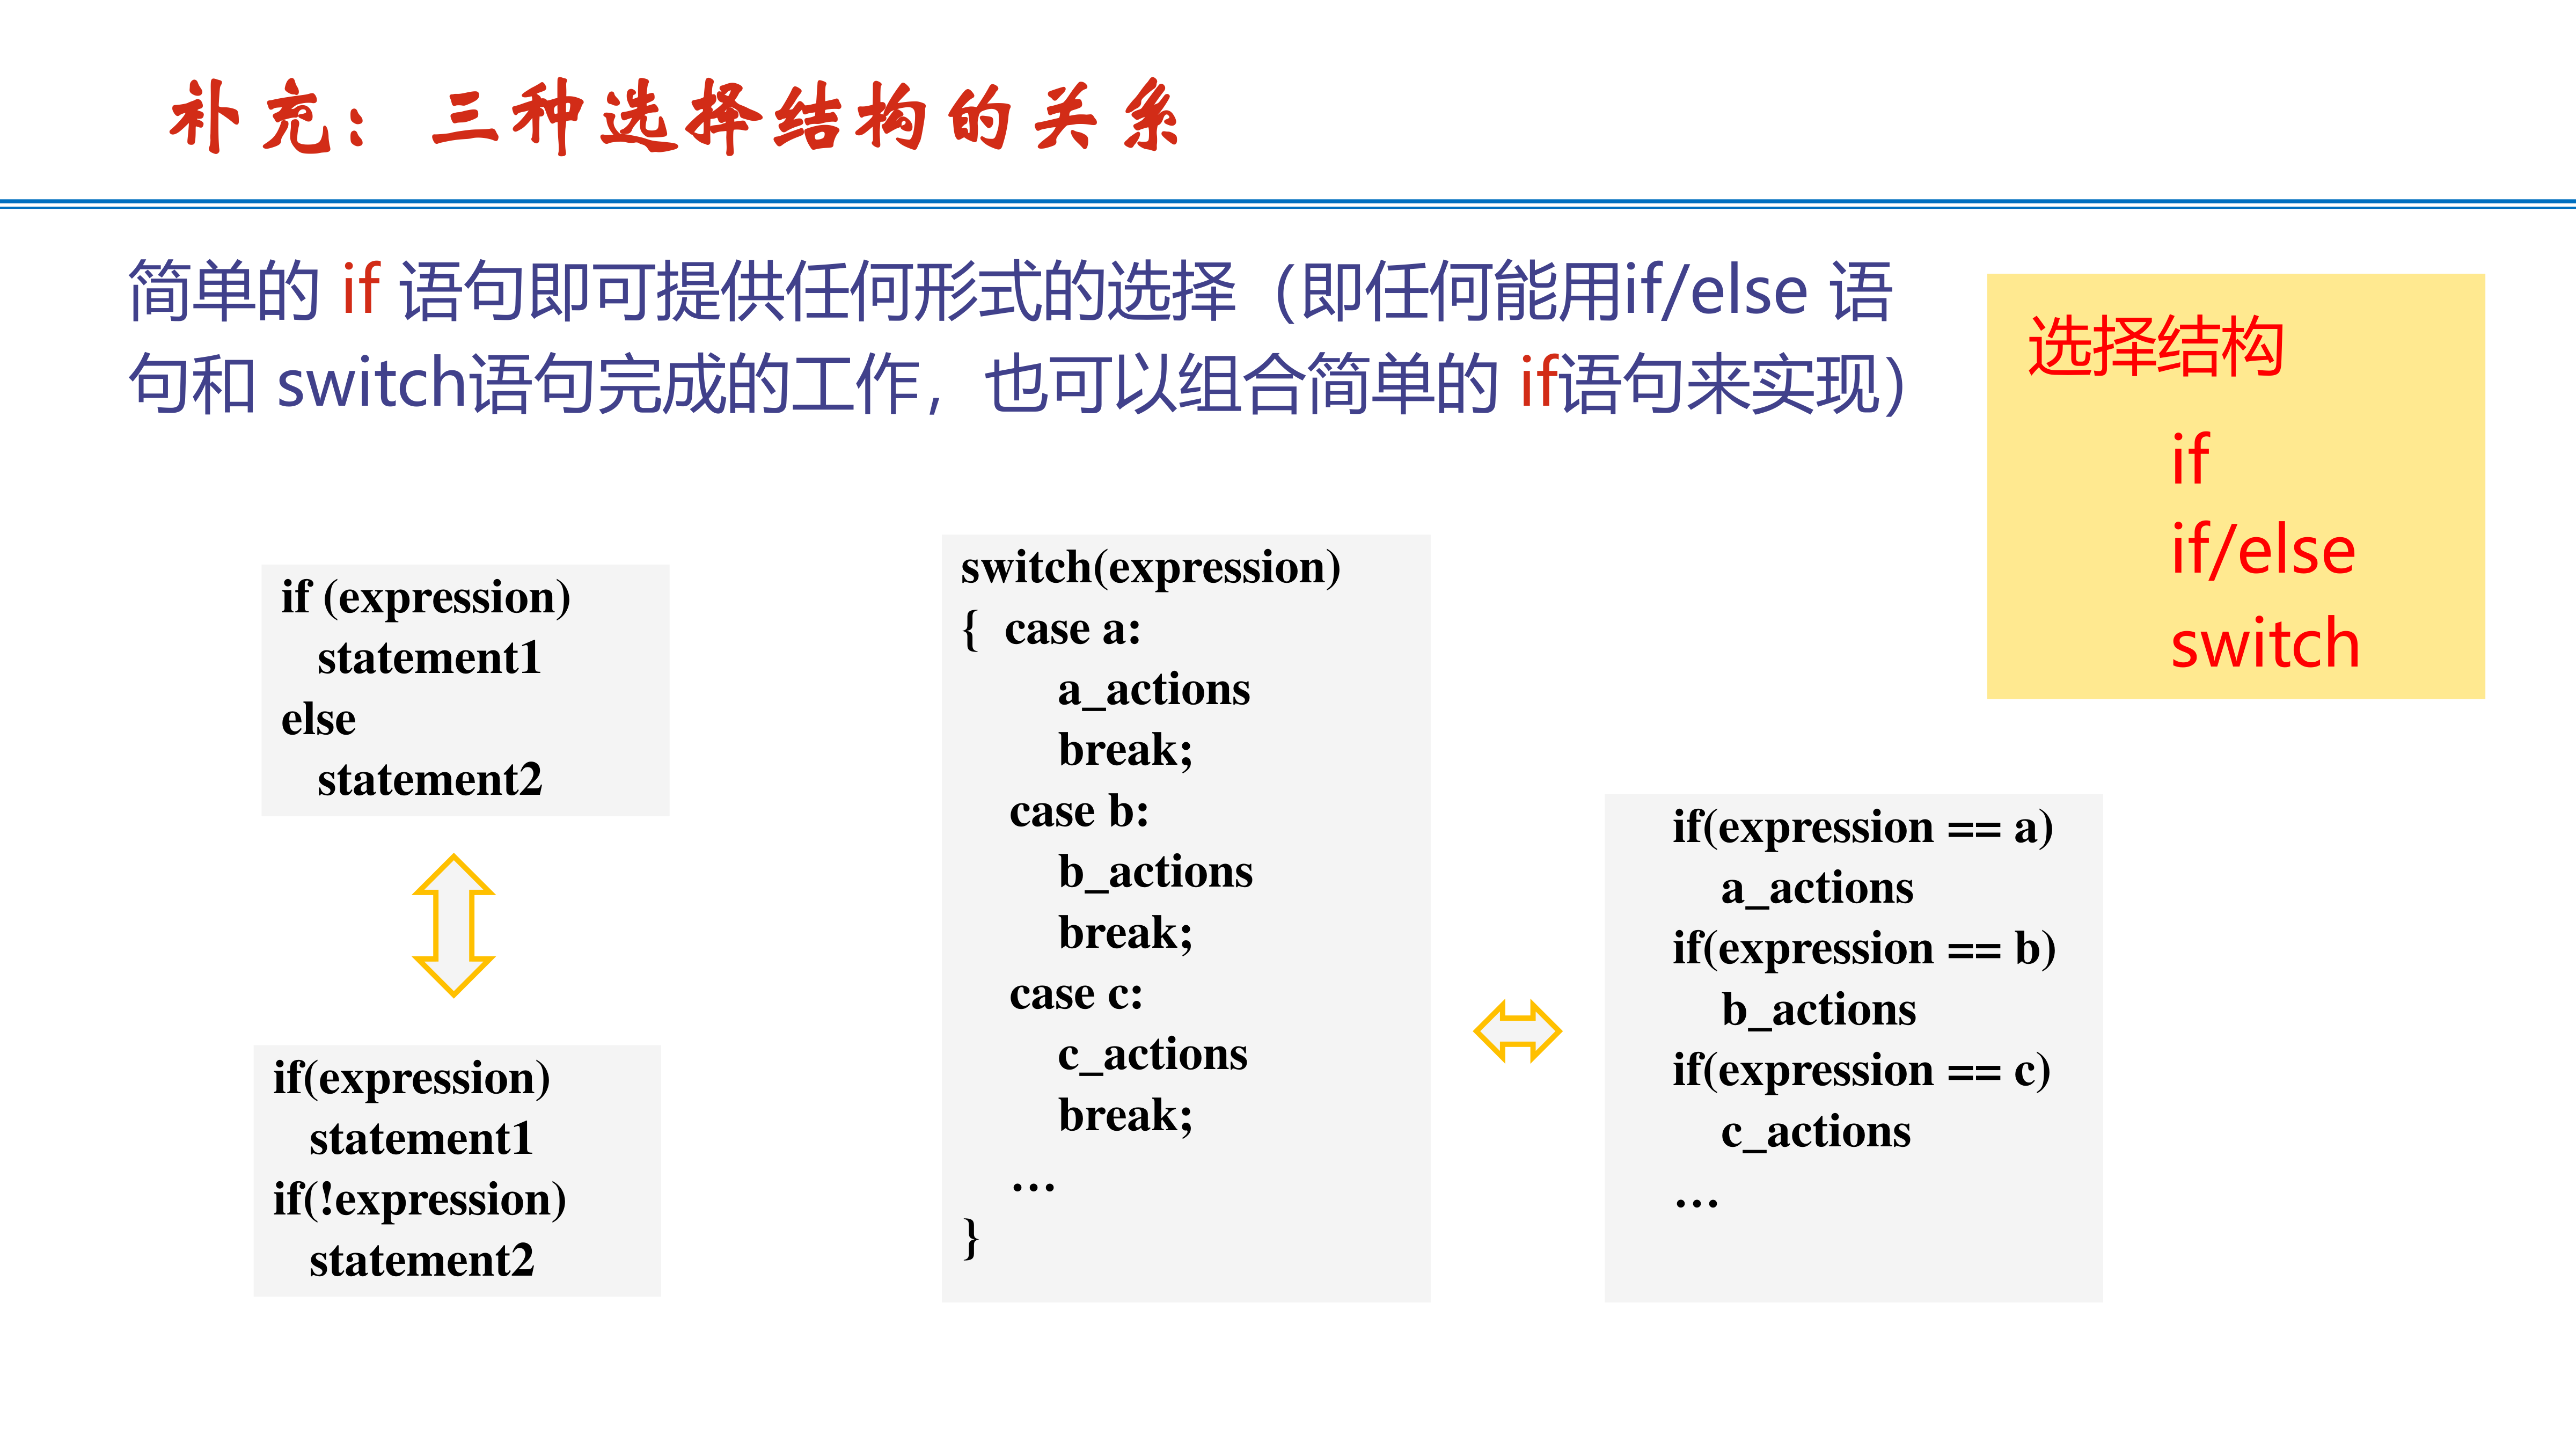 补充：三种选择结构的关系
简单的 if 语句即可提供任何形式的选择（即任何能用if/else 语
句和 switch语句完成的工作，也可以组合简单的 if语句来实现）
选择结构
if
if/else
switch
if (expression)
statement1
else
statement2
if(expression)
statement1
if(!expression)
statement2
switch(expression)
{ case a:
a_actions
break;
case b:
b_actions
break;
case c:
c_actions
break;
…
}
if(expression == a)
a_actions
if(expression == b)
b_actions
if(expression == c)
c_actions
…